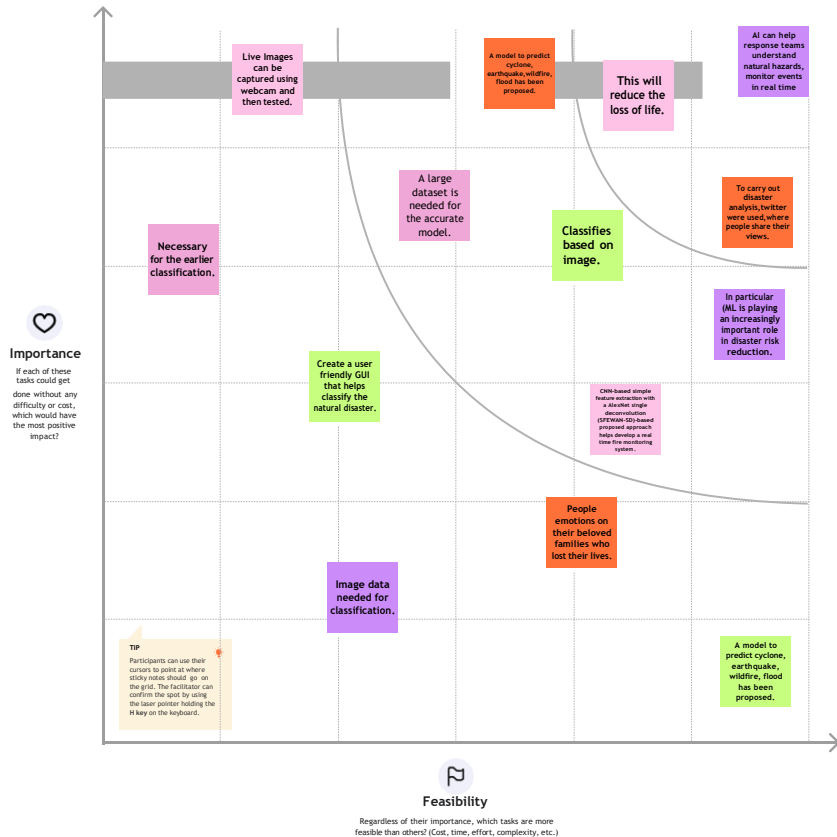 Live Images
can be
captured using
webcam and
then tested.
A model to predict
cyclone,
earthquake,wildfire,
flood has been
proposed.
This will
reduce the
loss of life.
AI can help
response teams
understand
natural hazards,
monitor events
in real time
A large
dataset is
needed for
the accurate
model.
To carry out
disaster
analysis,twitter
were used,where
people share their
views.
Necessary
for the earlier
classification.
Classifies
based on
image.
In particular
(ML is playing
an increasingly
important role
in disaster risk
reduction.
Importance
If each of these
tasks could get
done without any
difficulty or cost,
which would have
the most positive
impact?
Create a user
friendly GUI
that helps
classify the
natural disaster.
CNN-based simple
feature extraction with
a AlexNet single
deconvolution
(SFEWAN-SD)-based
proposed approach
helps develop a real
time fire monitoring
system.
People
emotions on
their beloved
families who
lost their lives.
Image data
needed for
classification.
TIP
Participants can use their
cursors to point at where
sticky notes should go on
the grid. The facilitator can
confirm the spot by using
the laser pointer holding the
H key on the keyboard.
A model to
predict cyclone,
earthquake,
wildfire, flood
has been
proposed.
Feasibility
Regardless of their importance, which tasks are more
feasible than others? (Cost, time, effort, complexity, etc.)